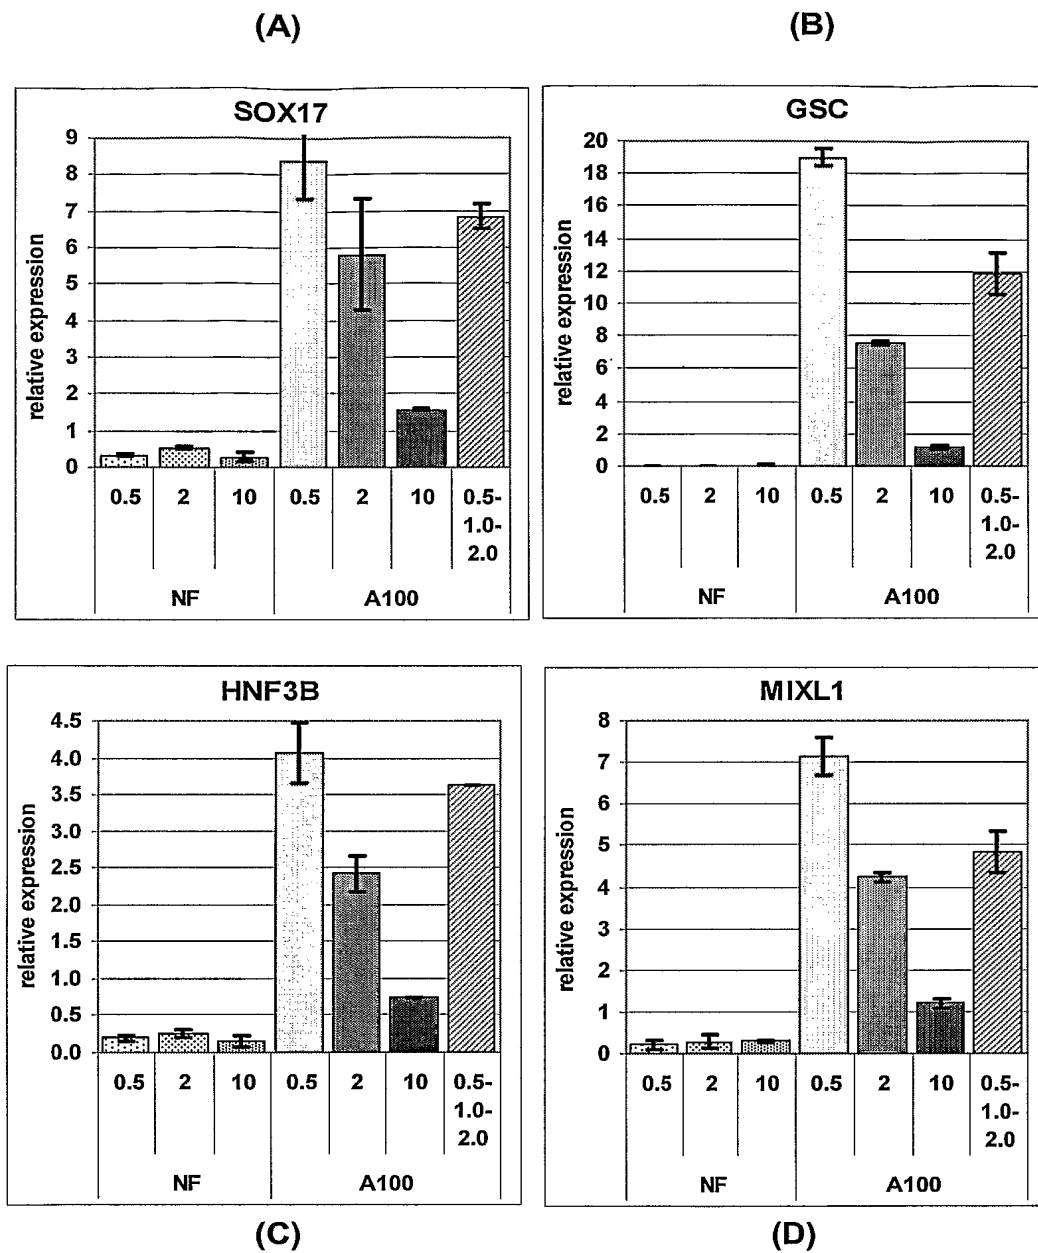 (A)
(B)
SOX17
9
8
7
6
5
4
3
2
1
0
relative expression
0.5 2 10 0.5 2 10 0.5-
1.0-
2.0
NF A100
GSC
20
18
16
14
12
10
8
6
4
2
0
relative expression
0.5 2 10 0.5 2 10 0.5-
1.0-
2.0
NF A100
HNF3B
4.5
4.0
3.5
3.0
2.5
2.0
1.5
1.0
0.5
0.0
relative expression
0.5 2 10 0.5 2 10 0.5-
1.0-
2.0
NF A100
MIXL1
8
7
6
5
4
3
2
1
0
relative expression
0.5 2 10 0.5 2 10 0.5-
1.0-
2.0
NF A100
(C)
(D)